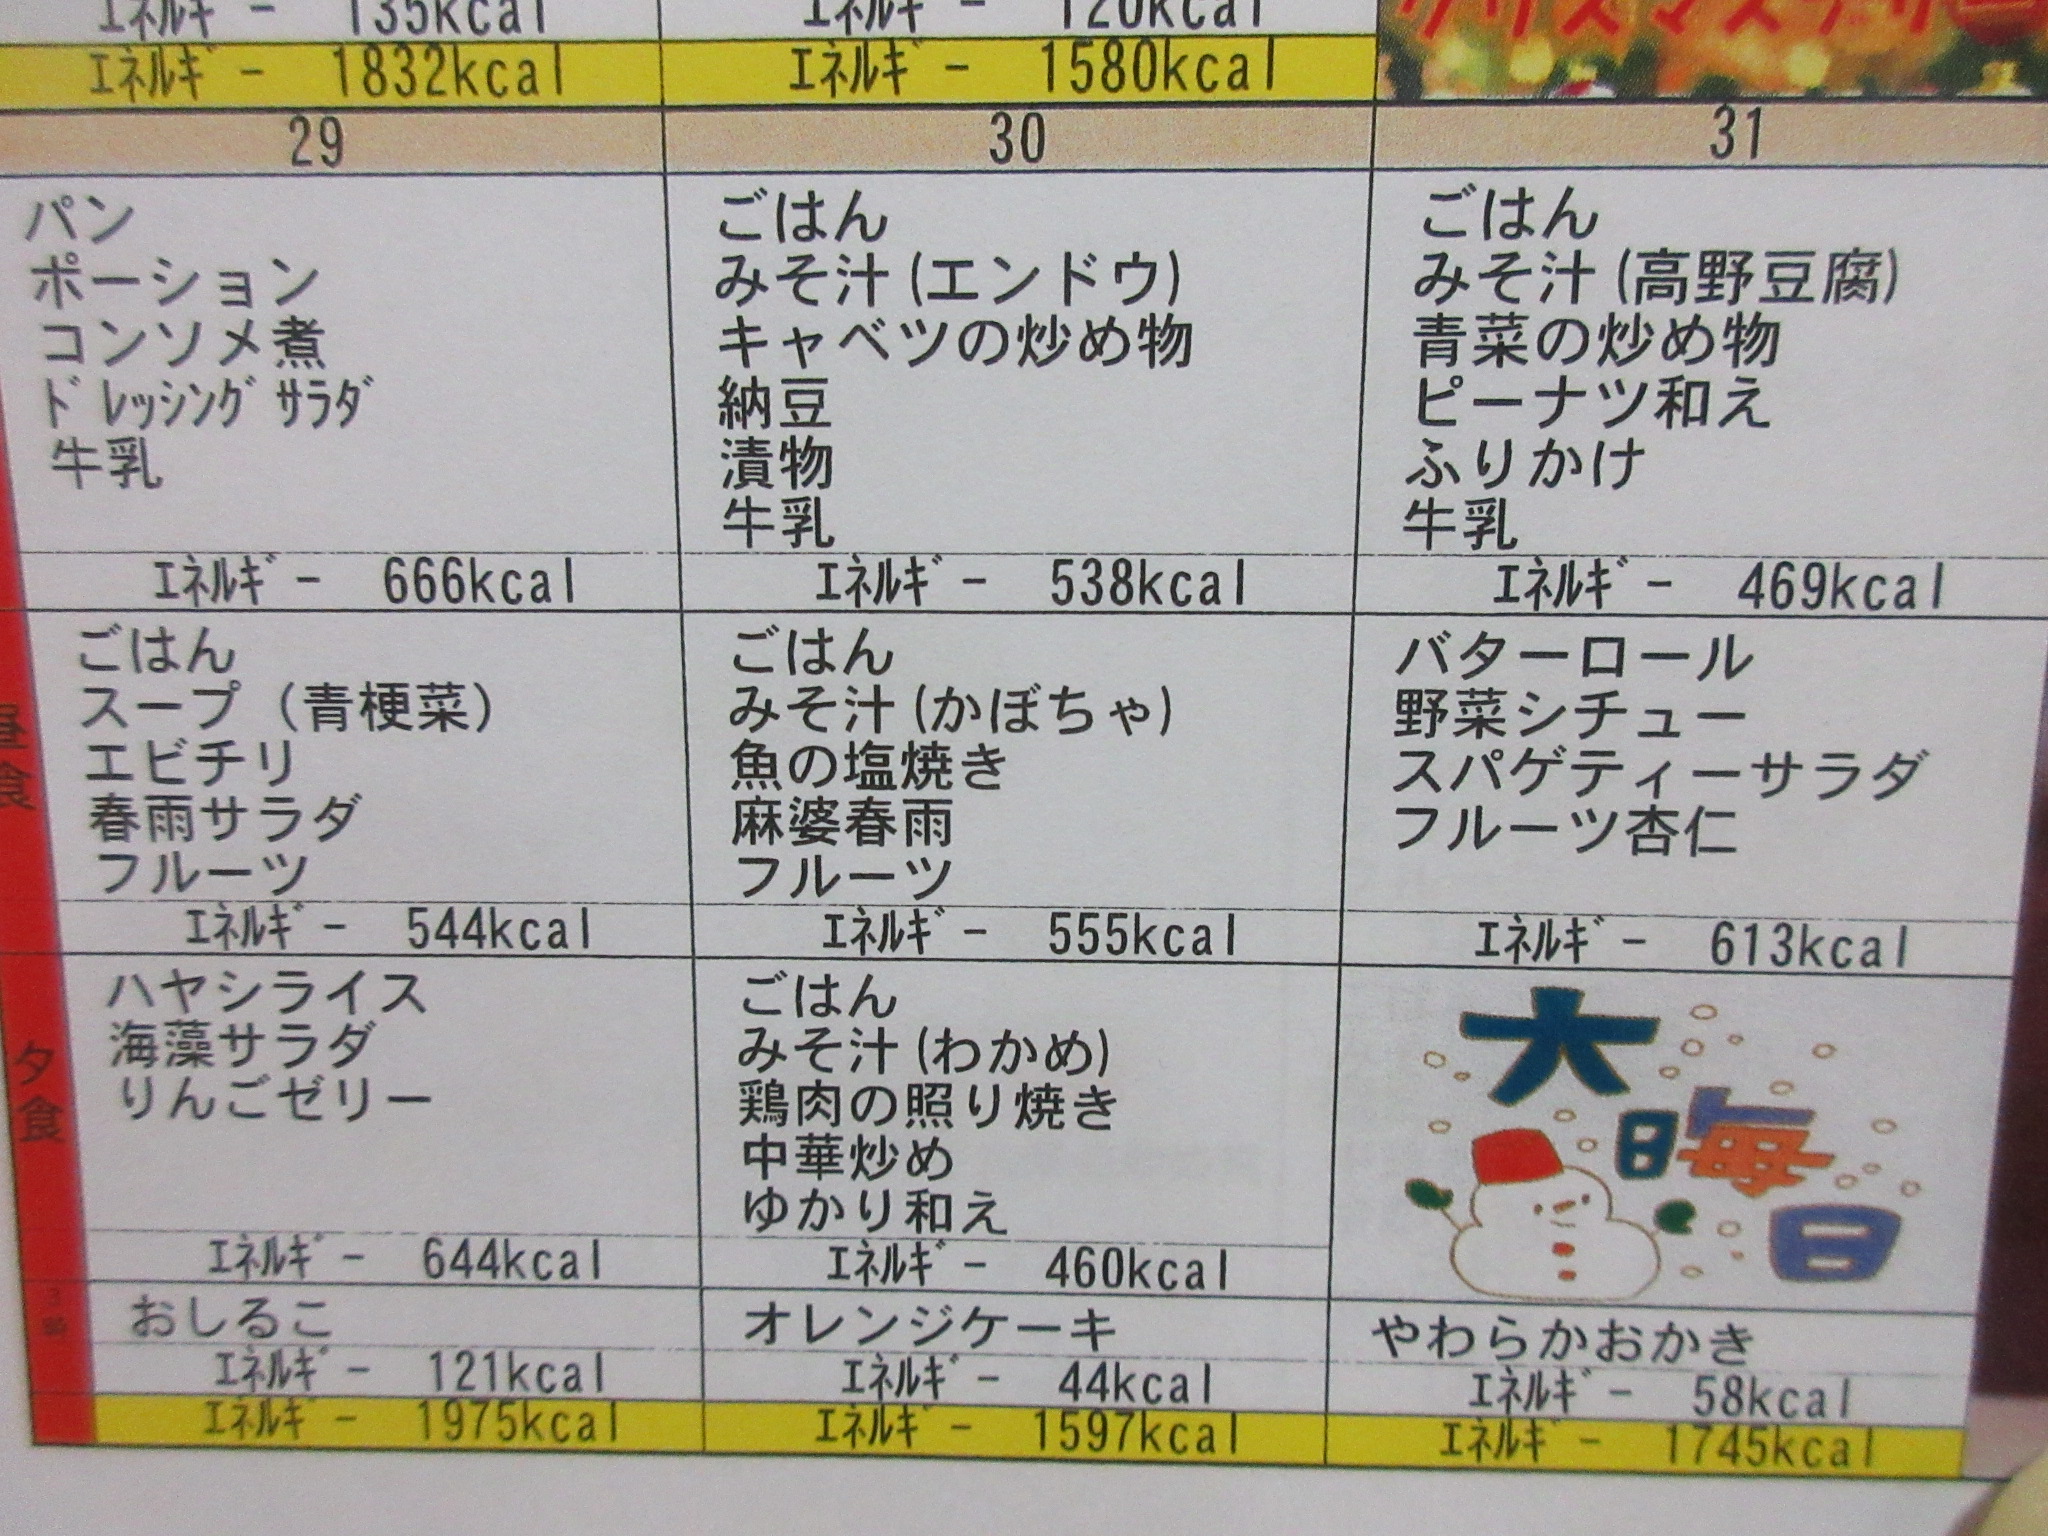 ｴﾈﾙｷﾞｰ 135kcal
ｴﾈﾙｷﾞｰ 120kcal
ｴﾈﾙｷﾞｰ 1832kcal
ｴﾈﾙｷﾞｰ 1580kcal
29
30
31
パン
ポーション
コンソメ煮
ﾄﾞﾚｯｼﾝｸﾞｻﾗﾀﾞ
牛乳
ｴﾈﾙｷﾞｰ 666kcal
ごはん
みそ汁(エンドウ)
キャベツの炒め物
納豆
漬物
牛乳
ｴﾈﾙｷﾞｰ 538kcal
ごはん
みそ汁(高野豆腐)
青菜の炒め物
ピーナツ和え
ふりかけ
牛乳
ｴﾈﾙｷﾞｰ 469kcal
昼食
ごはん
スープ（青梗菜）
エビチリ
春雨サラダ
フルーツ
ｴﾈﾙｷﾞｰ 544kcal
ごはん
みそ汁(かぼちゃ)
魚の塩焼き
麻婆春雨
フルーツ
ｴﾈﾙｷﾞｰ 555kcal
バターロール
野菜シチュー
スパゲティーサラダ
フルーツ杏仁
ｴﾈﾙｷﾞｰ 613kcal
夕食
ハヤシライス
海藻サラダ
りんごゼリー
ｴﾈﾙｷﾞｰ 644kcal
ごはん
みそ汁(わかめ)
鶏肉の照り焼き
中華炒め
ゆかり和え
ｴﾈﾙｷﾞｰ 460kcal
大晦日
おしるこ
ｴﾈﾙｷﾞｰ 121kcal
オレンジケーキ
ｴﾈﾙｷﾞｰ 44kcal
やわらかおかき
ｴﾈﾙｷﾞｰ 58kcal
ｴﾈﾙｷﾞｰ 1975kcal
ｴﾈﾙｷﾞｰ 1597kcal
ｴﾈﾙｷﾞｰ 1745kcal